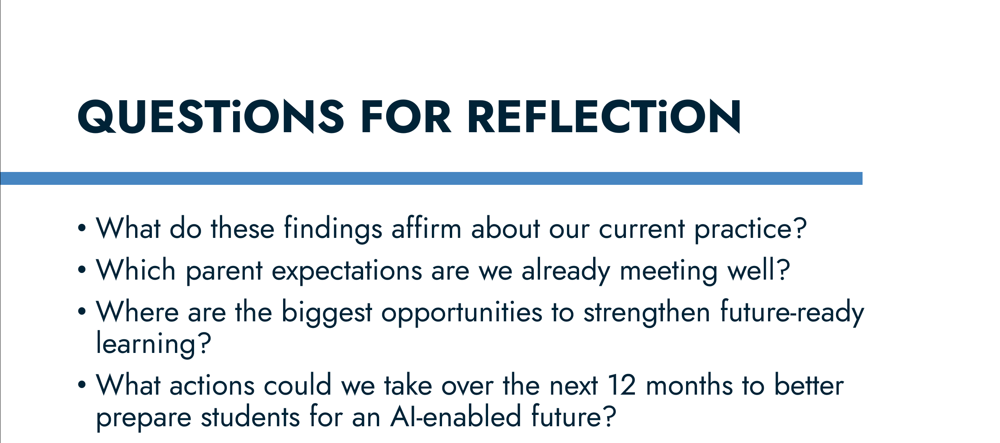 QUESTiONS FOR REFLECTiON
• What do these findings affirm about our current practice?
• Which parent expectations are we already meeting well?
• Where are the biggest opportunities to strengthen future-ready
learning?
• What actions could we take over the next 12 months to better
prepare students for an AI-enabled future?